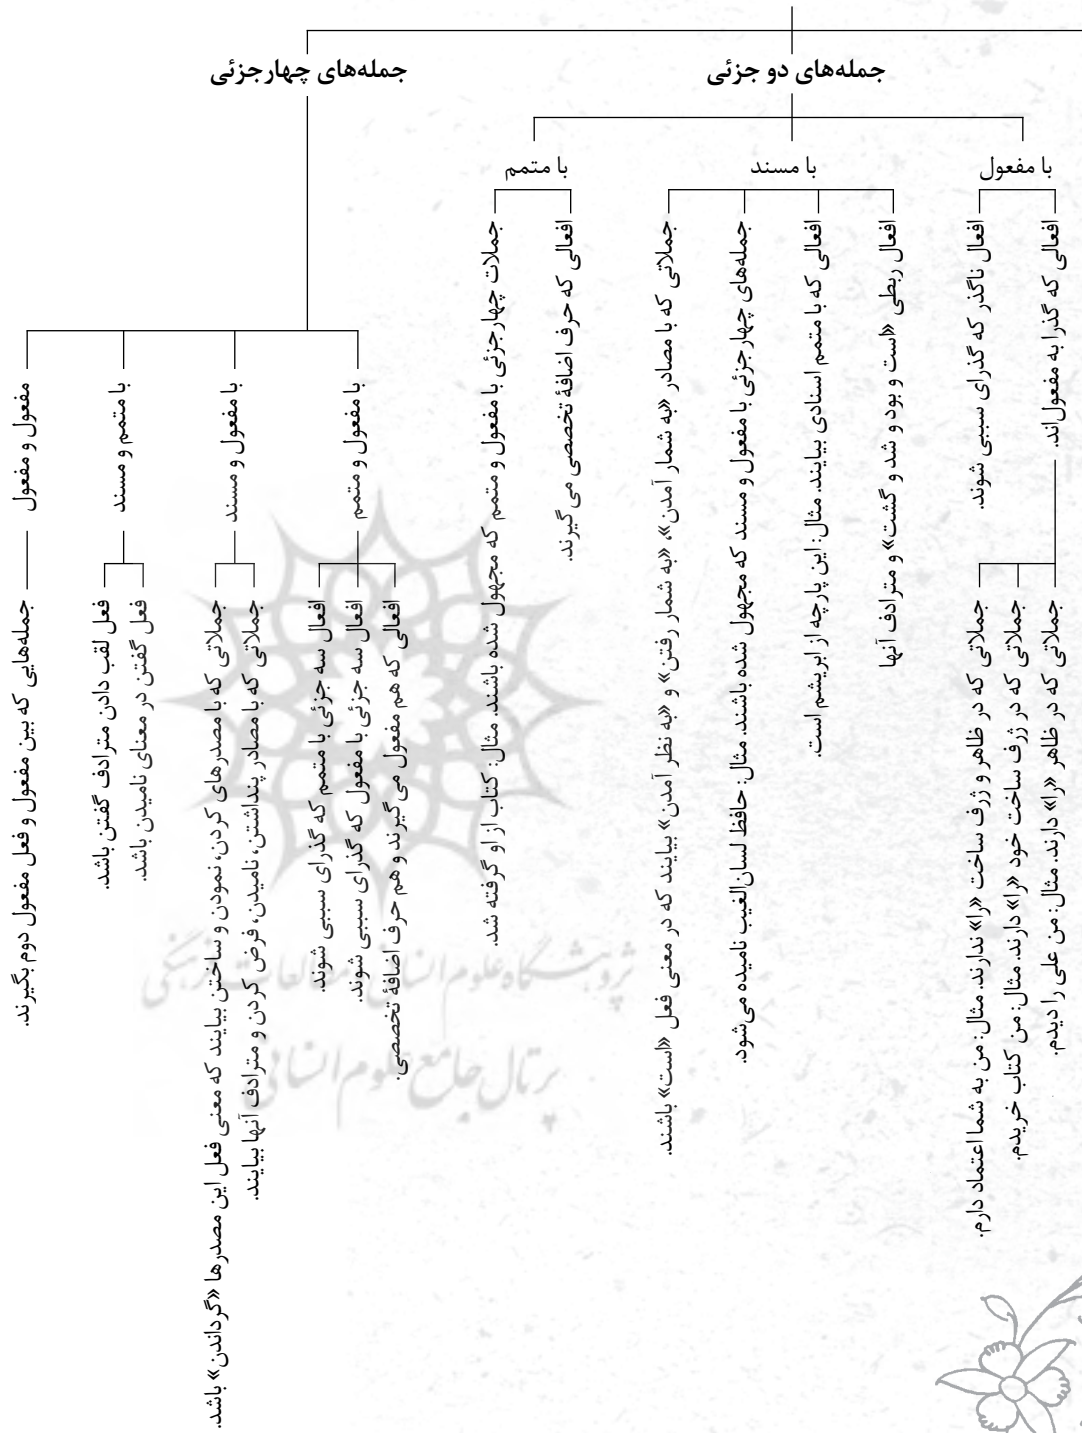 جمله‌های دو جزئی
با مفعول
افعالی که گذرا به مفعول‌اند.
جملاتی که در ظاهر «را» دارند. مثال: من علی را دیدم.
جملاتی که در ژرف ساخت خود «را» دارند. مثال: من کتاب خریدم.
جملاتی که در ظاهر و ژرف ساخت «را» ندارند. مثال: من به شما اعتماد دارم.
افعال ناگذر که گذرای سببی شوند.
با مسند
افعال ربطی «است و بود و شد و گشت» و مترادف آنها
افعالی که با متمم اسنادی بیایند. مثال: این پارچه از ابریشم است.
جمله‌های چهار جزئی با مفعول و مسند که مجهول شده باشند. مثال: حافظ لسان‌الغیب نامیده می‌شود.
جملاتی که با مصادر «به شمار آمدن»، «به شمار رفتن» و «به نظر آمدن» بیایند که در معنی فعل «است» باشند.
با متمم
افعالی که حرف اضافهٔ تخصصی می‌گیرند.
جملات چهارجزئی با مفعول و متمم که مجهول شده باشند. مثال: کتاب از او گرفته شد.
جمله‌های چهارجزئی
با مفعول و متمم
افعالی که هم مفعول می‌گیرند و هم حرف اضافهٔ تخصصی.
افعال سه جزئی با مفعول که گذرای سببی شوند.
افعال سه جزئی با متمم که گذرای سببی شوند.
با مفعول و مسند
جملاتی که با مصادر پنداشتن، نامیدن، فرض کردن و مترادف آنها بیایند.
جملاتی که با مصدرهای کردن، نمودن و ساختن بیایند که معنی فعل این مصدرها «گرداندن» باشد.
با متمم و مسند
فعل گفتن در معنای نامیدن باشد.
فعل لقب دادن مترادف گفتن باشد.
مفعول و مفعول
جمله‌هایی که بین مفعول و فعل مفعول دوم بگیرند.
پژوهشگاه علوم انسانی و مطالعات فرهنگی
پرتال جامع علوم انسانی